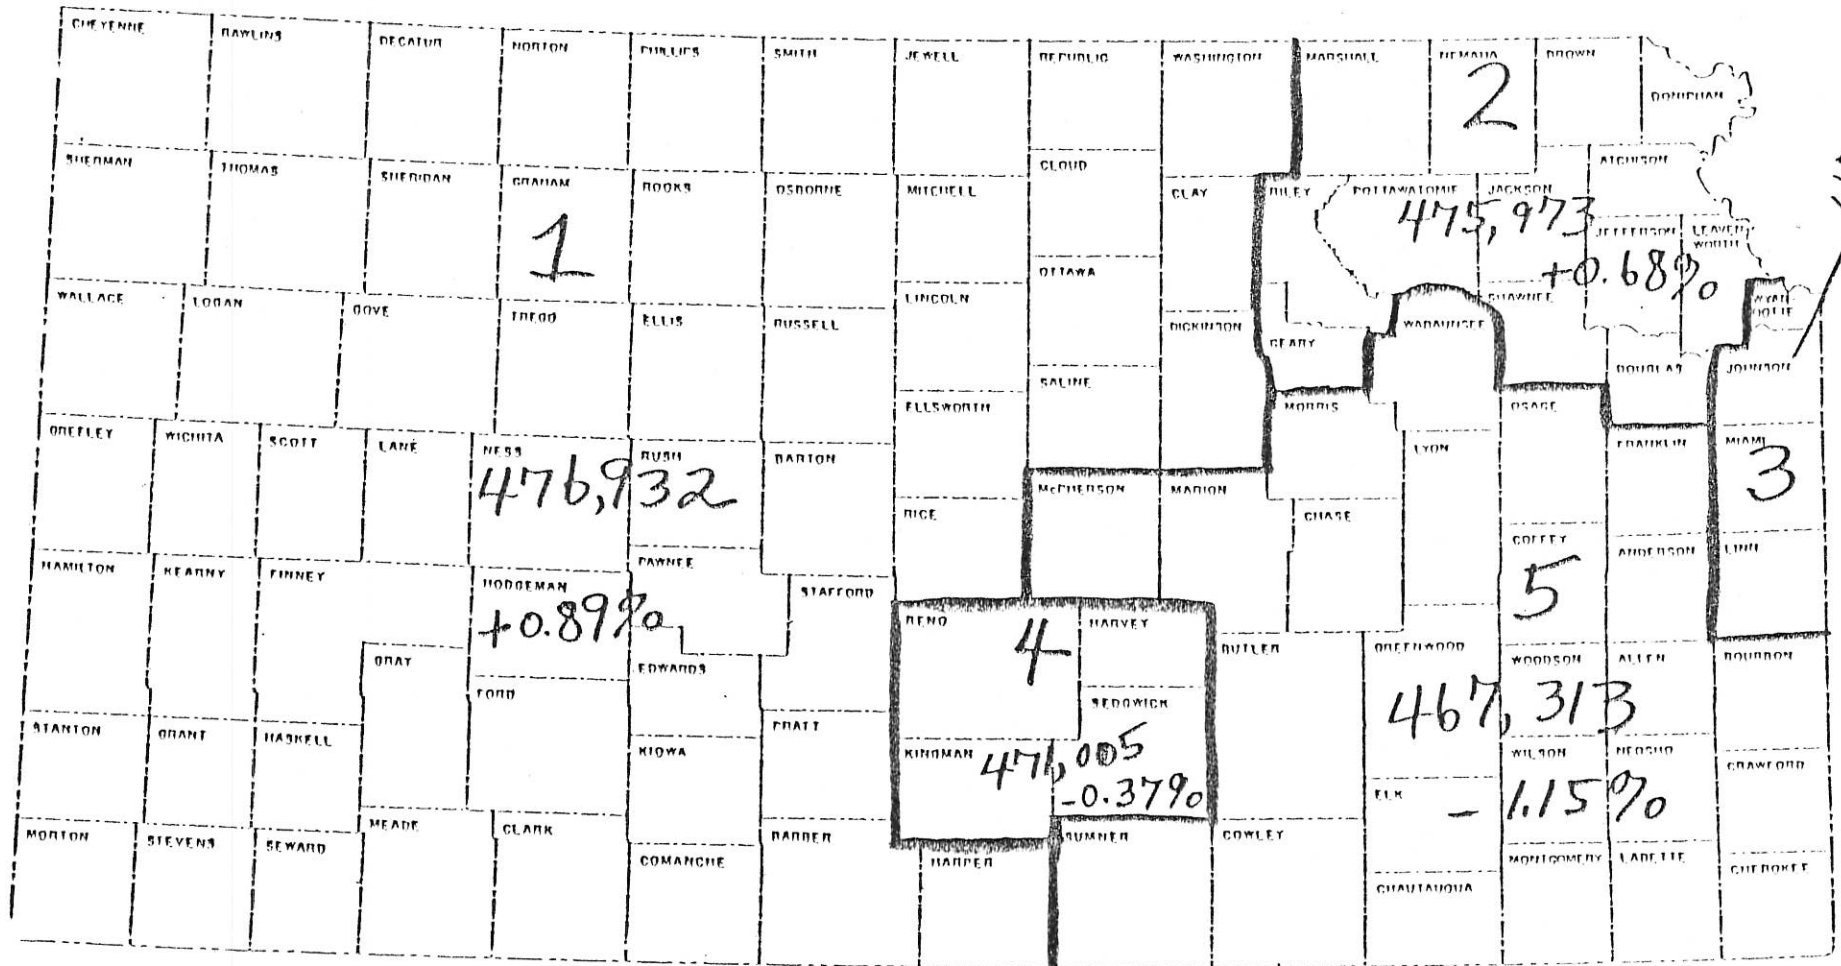 CHEYENNE RAWLINS DECATUR NORTON PHILLIPS SMITH JEWELL REPUBLIC WASHINGTON MARSHALL NEMAHA BROWN
2
DONIPHAN
SHERMAN THOMAS SHERIDAN GRAHAM ROOKS OSBORNE MITCHELL CLOUD CLAY RILEY POTTAWATOMIE JACKSON ATCHISON
1
475,973
JEFFERSON LEAVEN-
WORTH
+0.68%
OTTAWA
WALLACE LOGAN GOVE TREGO ELLIS RUSSELL LINCOLN DICKINSON GEARY WABAUNSEE SHAWNEE WYAN-
DOTTE
SALINE DOUGLAS JOHNSON
ELLSWORTH MORRIS OSAGE
GREELEY WICHITA SCOTT LANE NESS RUSH BARTON LYON FRANKLIN MIAMI
476,932
3
RICE McPHERSON MARION CHASE
COFFEY ANDERSON LINN
HAMILTON KEARNY FINNEY HODGEMAN PAWNEE STAFFORD
+0.89%
5
RENO HARVEY
4
GRAY EDWARDS BUTLER GREENWOOD WOODSON ALLEN BOURBON
FORD SEDGWICK
467,313
STANTON GRANT HASKELL KIOWA PRATT KINGMAN
471,005
-0.37%
WILSON NEOSHO CRAWFORD
ELK
-1.15%
MORTON STEVENS SEWARD MEADE CLARK COMANCHE BARBER HARPER SUMNER COWLEY
MONTGOMERY LABETTE CHEROKEE
CHAUTAUQUA